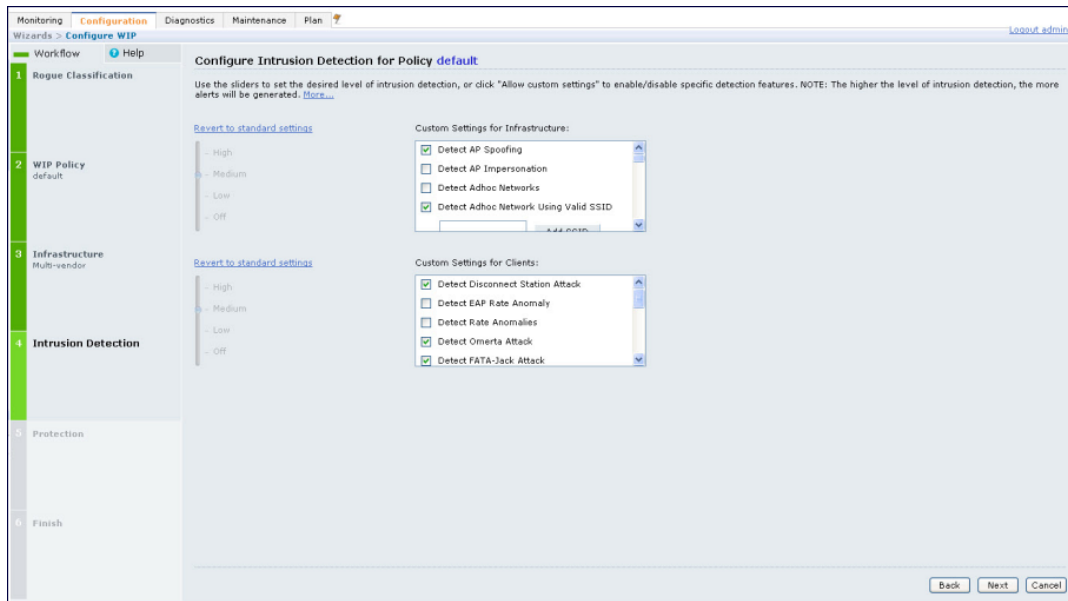 Monitoring Configuration Diagnostics Maintenance Plan
Wizards > Configure WIP
Logout admin
Workflow Help
1 Rogue Classification
2 WIP Policy
default
3 Infrastructure
Multi-vendor
4 Intrusion Detection
5 Protection
6 Finish
Configure Intrusion Detection for Policy default
Use the sliders to set the desired level of intrusion detection, or click "Allow custom settings" to enable/disable specific detection features. NOTE: The higher the level of intrusion detection, the more
alerts will be generated. More...
Revert to standard settings
- High
- Medium
- Low
- Off
Custom Settings for Infrastructure:
Detect AP Spoofing
Detect AP Impersonation
Detect Adhoc Networks
Detect Adhoc Network Using Valid SSID
Add SSID
Revert to standard settings
- High
- Medium
- Low
- Off
Custom Settings for Clients:
Detect Disconnect Station Attack
Detect EAP Rate Anomaly
Detect Rate Anomalies
Detect Omerta Attack
Detect FATA-Jack Attack
Back Next Cancel